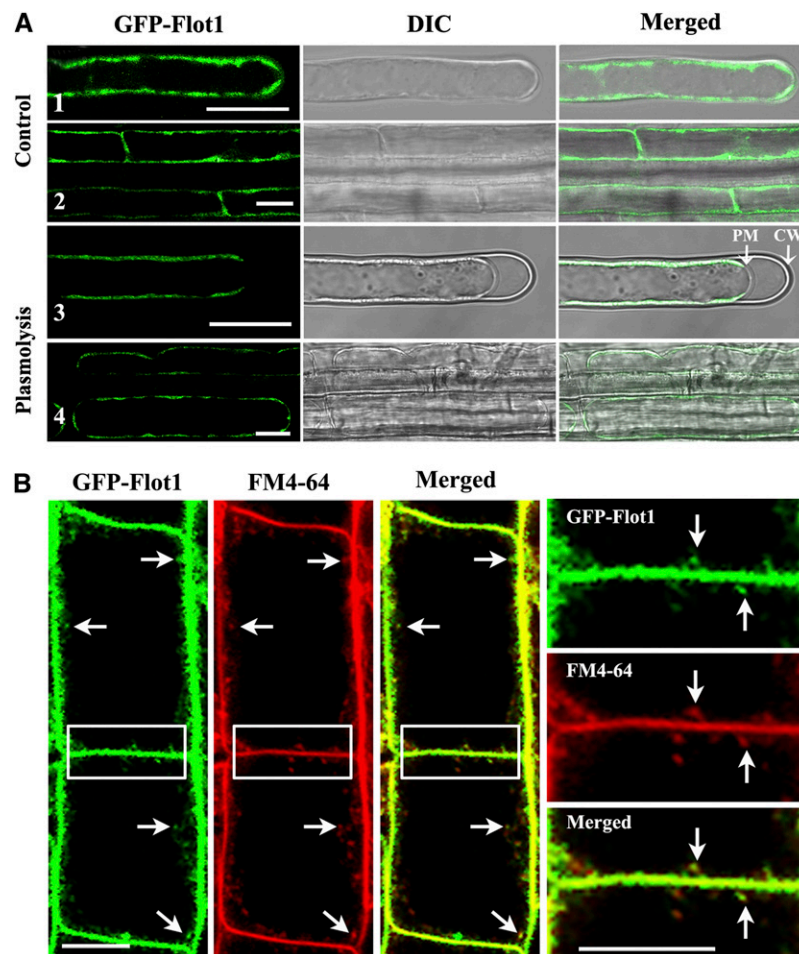 A
GFP-Flot1 DIC Merged
Control
1
2
Plasmolysis
3
PM CW
4
B
GFP-Flot1 FM4-64 Merged
GFP-Flot1
FM4-64
Merged